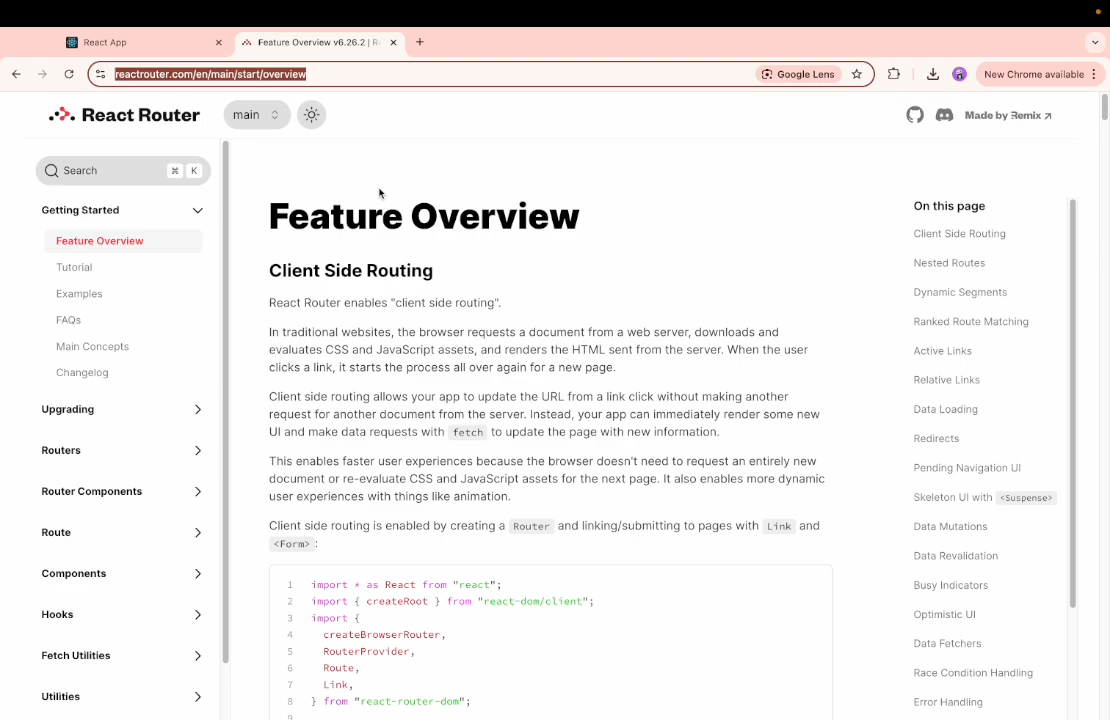 React App
Feature Overview v6.26.2 | R
reactrouter.com/en/main/start/overview
Google Lens
New Chrome available
React Router
main
Made by Remix
Search
⌘ K
Getting Started
Feature Overview
Tutorial
Examples
FAQs
Main Concepts
Changelog
Upgrading
Routers
Router Components
Route
Components
Hooks
Fetch Utilities
Utilities
Feature Overview
Client Side Routing
React Router enables "client side routing".
In traditional websites, the browser requests a document from a web server, downloads and
evaluates CSS and JavaScript assets, and renders the HTML sent from the server. When the user
clicks a link, it starts the process all over again for a new page.
Client side routing allows your app to update the URL from a link click without making another
request for another document from the server. Instead, your app can immediately render some new
UI and make data requests with fetch to update the page with new information.
This enables faster user experiences because the browser doesn't need to request an entirely new
document or re-evaluate CSS and JavaScript assets for the next page. It also enables more dynamic
user experiences with things like animation.
Client side routing is enabled by creating a Router and linking/submitting to pages with Link and
<Form>:
1 import * as React from "react";
2 import { createRoot } from "react-dom/client";
3 import {
4 createBrowserRouter,
5 RouterProvider,
6 Route,
7 Link,
8 } from "react-router-dom";
9
On this page
Client Side Routing
Nested Routes
Dynamic Segments
Ranked Route Matching
Active Links
Relative Links
Data Loading
Redirects
Pending Navigation UI
Skeleton UI with <Suspense>
Data Mutations
Data Revalidation
Busy Indicators
Optimistic UI
Data Fetchers
Race Condition Handling
Error Handling